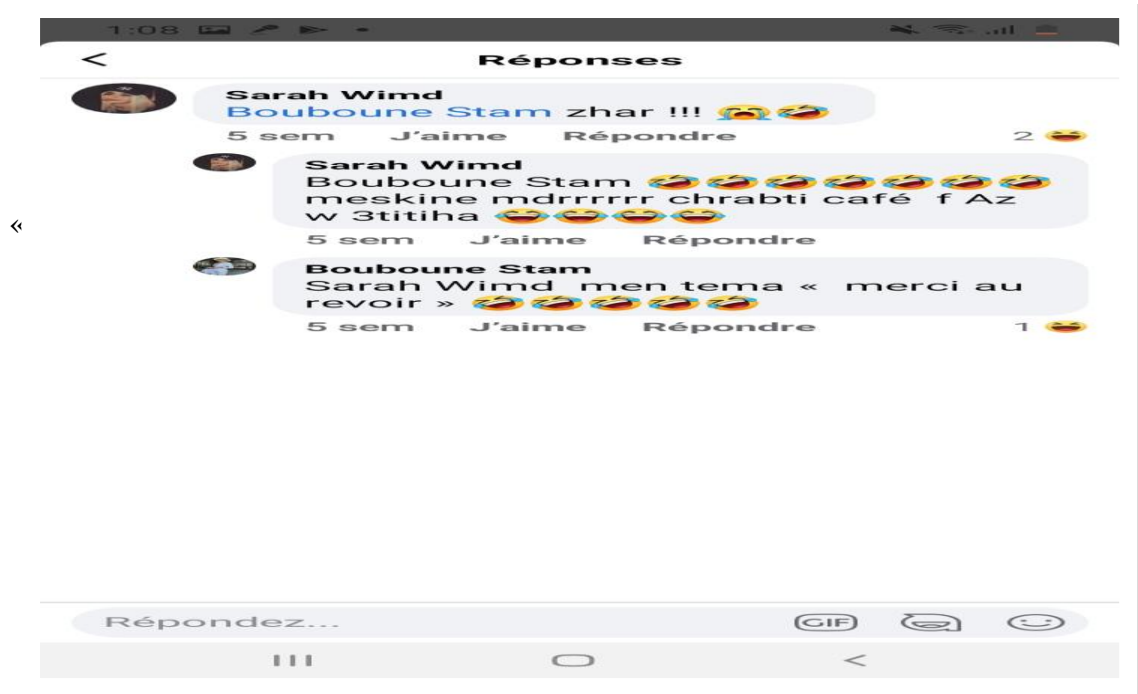 1:08
Réponses
Sarah Wimd
Bouboune Stam zhar !!! 😭🤣
5 sem J'aime Répondre 2
Sarah Wimd
Bouboune Stam 🤣🤣🤣🤣🤣🤣🤣
meskine mdrrrrrr chrabti café f Az
w 3titiha 😂😂😂😂
5 sem J'aime Répondre
«
Bouboune Stam
Sarah Wimd men tema « merci au
revoir » 🤣🤣🤣🤣🤣
5 sem J'aime Répondre 1
Répondez...
GIF